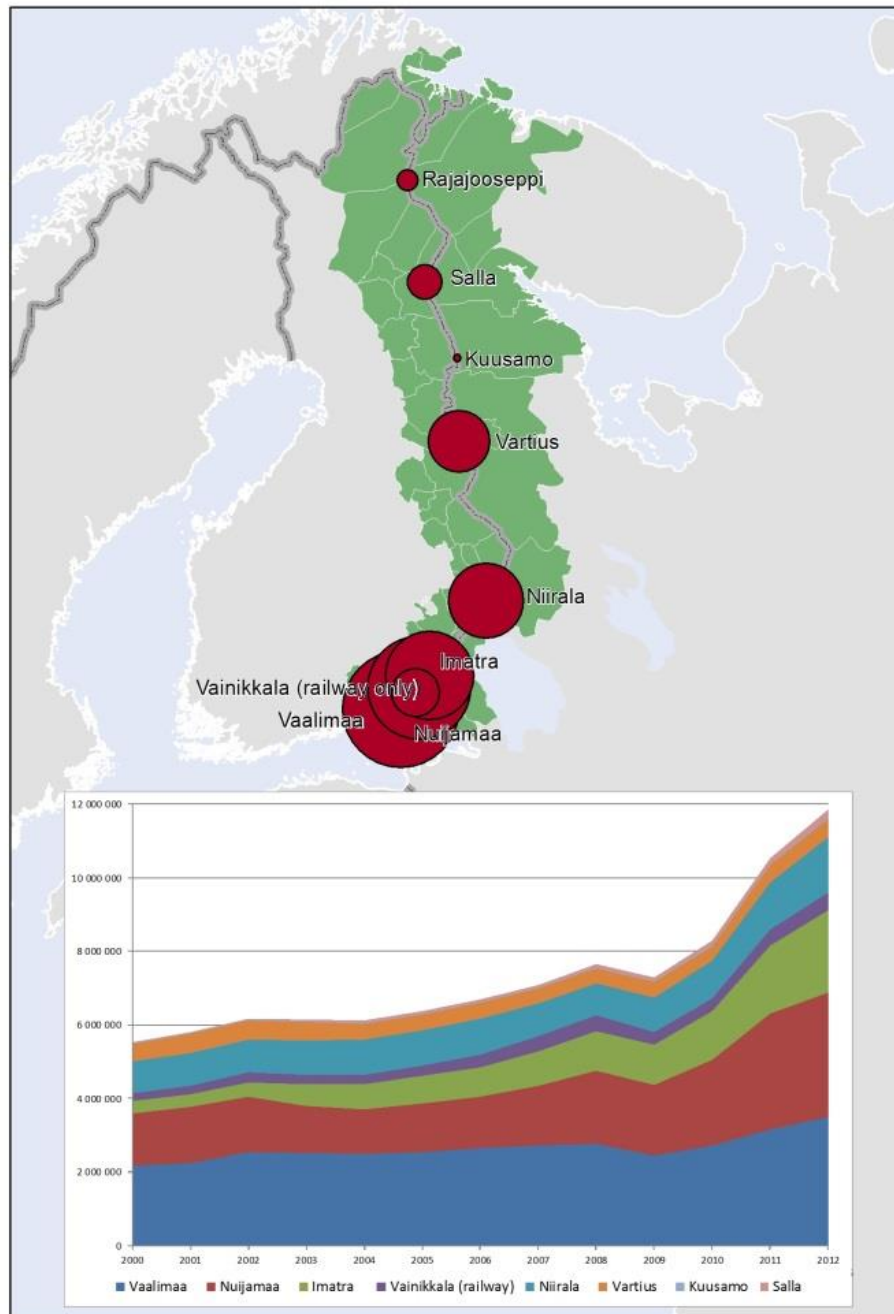 Rajajooseppi
Salla
Kuusamo
Vartius
Niirala
Imatra
Vainikkala (railway only)
Vaalimaa
Nuijamaa
12 000 000
10 000 000
8 000 000
6 000 000
4 000 000
2 000 000
0
2000 2001 2002 2003 2004 2005 2006 2007 2008 2009 2010 2011 2012
Vaalimaa Nuijamaa Imatra Vainikkala (railway) Niirala Vartius Kuusamo Salla